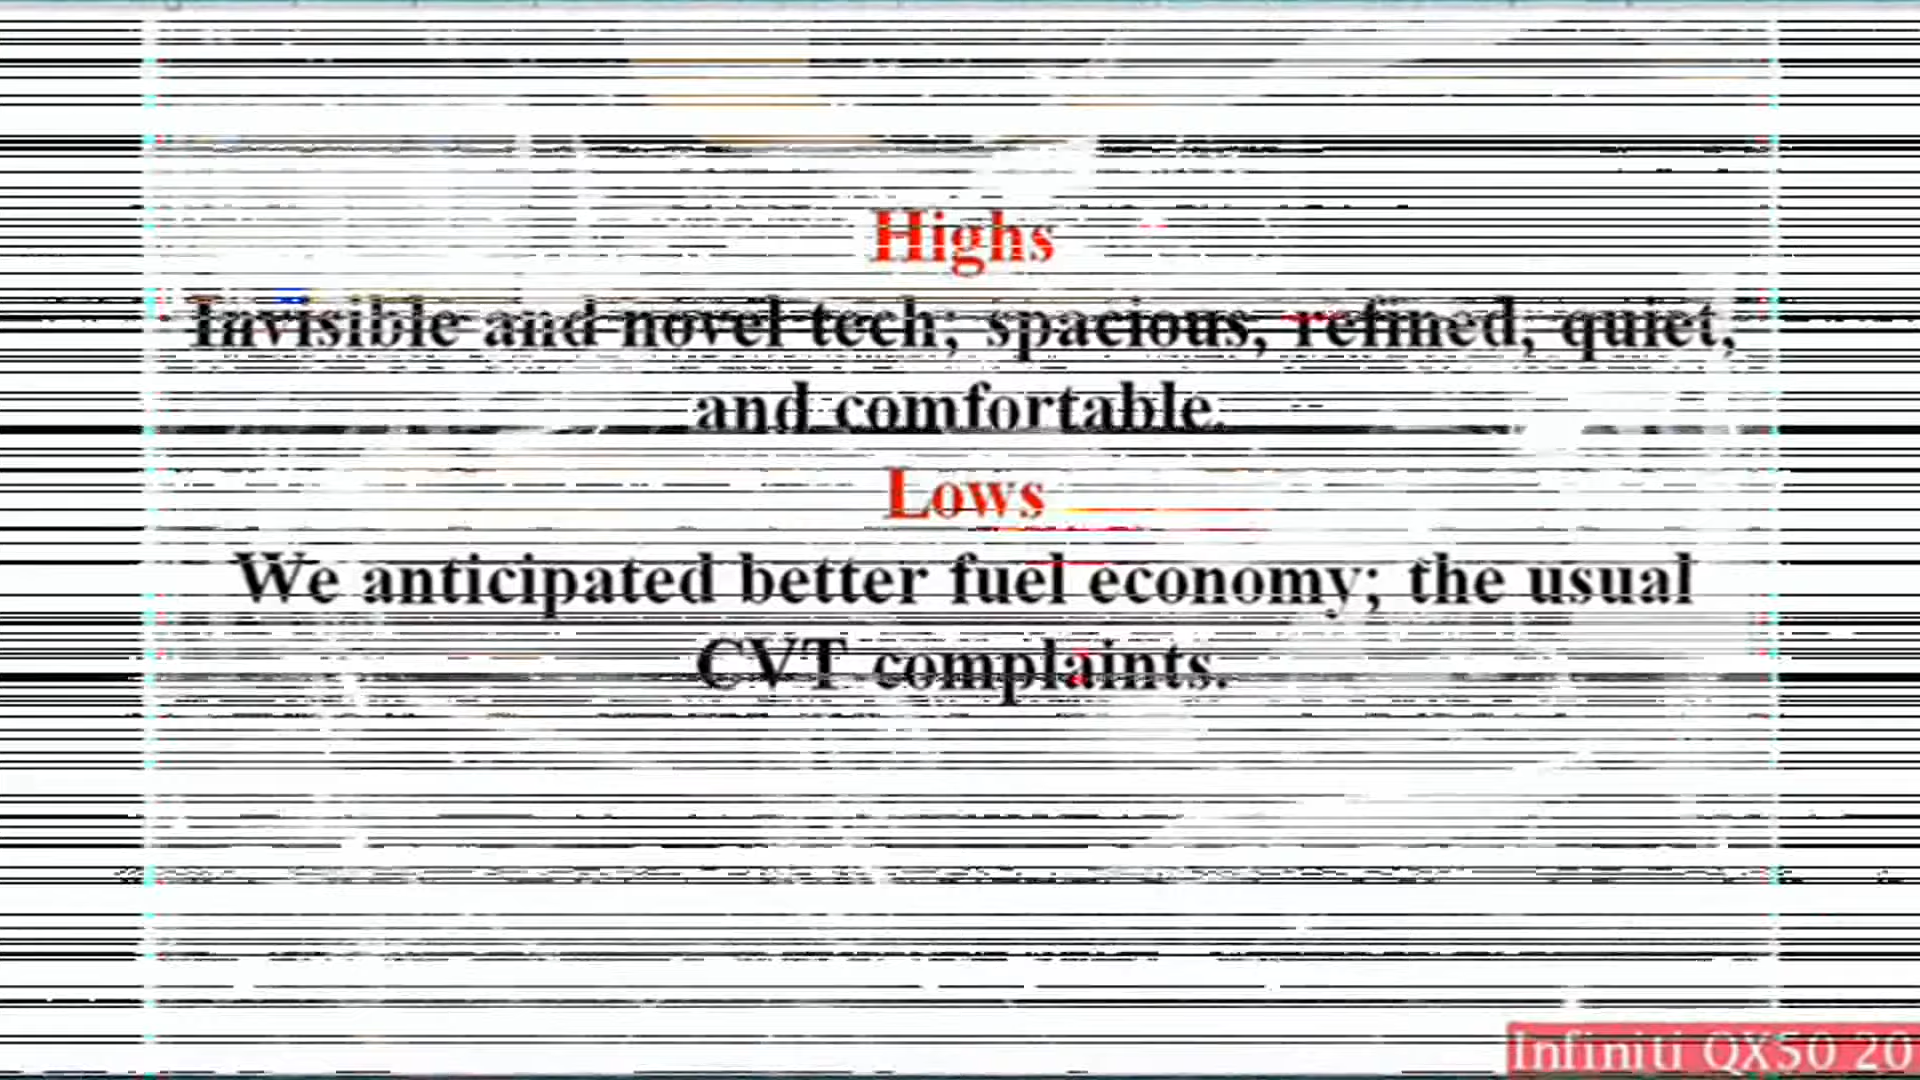 Highs
Invisible and novel tech; spacious, refined, quiet,
and comfortable.
Lows
We anticipated better fuel economy; the usual
CVT complaints.
Infiniti QX50 20